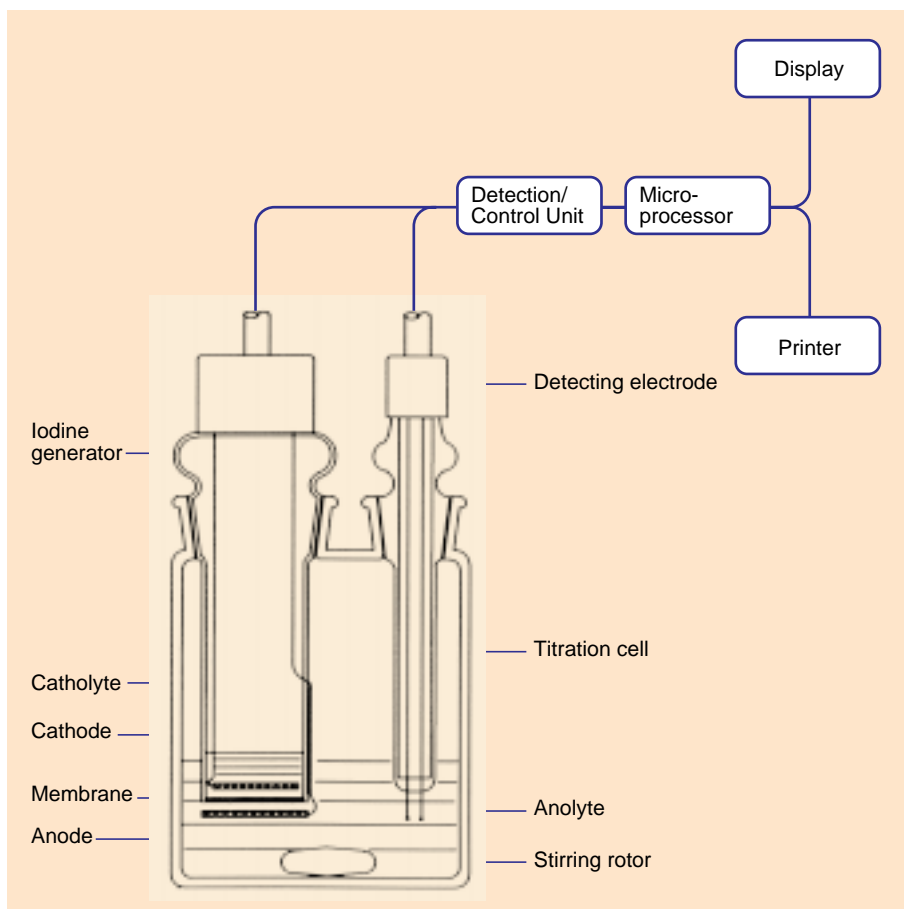 Display
Detection/
Control Unit
Micro-
processor
Printer
Detecting electrode
Iodine
generator
Titration cell
Catholyte
Cathode
Membrane
Anolyte
Anode
Stirring rotor